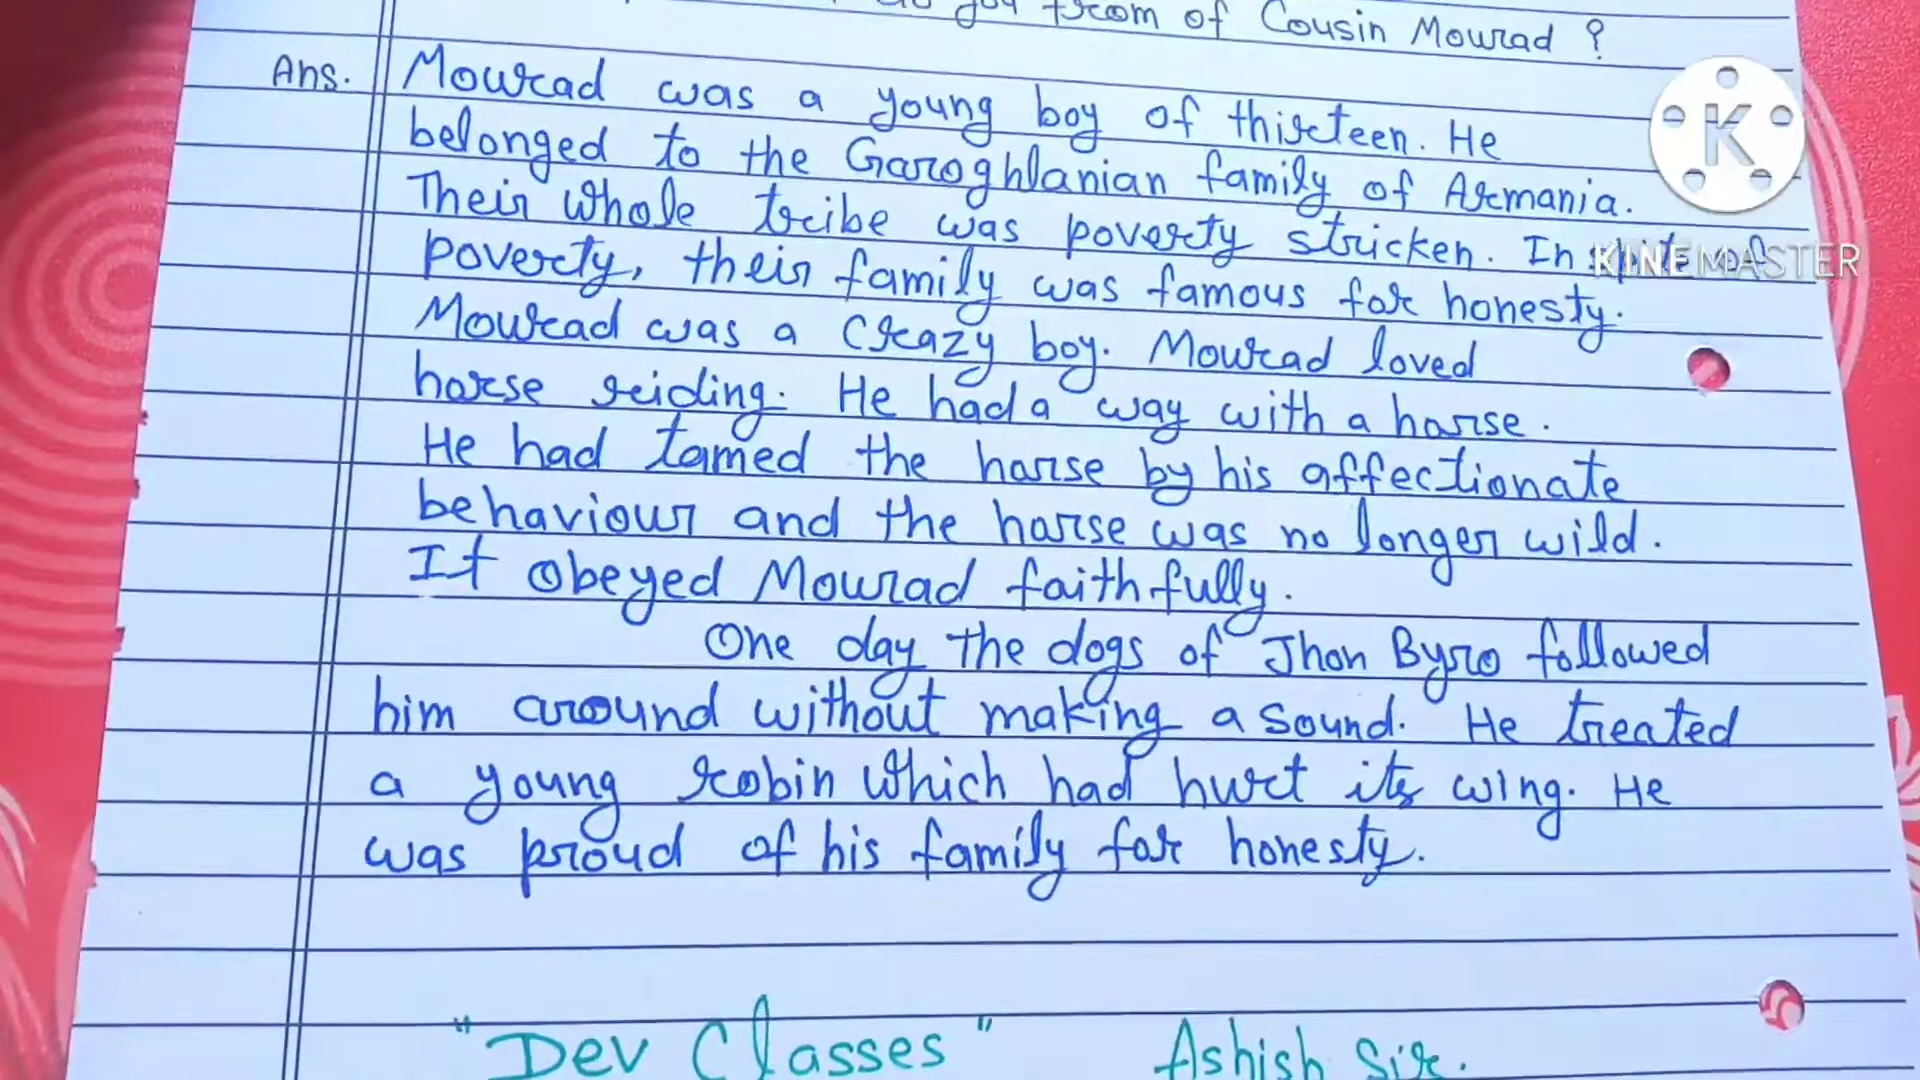 you from of Cousin Mourad ?
Ans. Mourad was a young boy of thirteen. He
belonged to the Garoghlanian family of Armania.
Their whole tribe was poverty stricken. In spite of
poverty, their family was famous for honesty.
Mourad was a crazy boy. Mourad loved
horse riding. He had a way with a horse.
He had tamed the horse by his affectionate
behaviour and the horse was no longer wild.
It obeyed Mourad faithfully.
One day the dogs of Jhon Byro followed
him around without making a sound. He treated
a young robin which had hurt its wing. He
was proud of his family for honesty.
"Dev Classes" Ashish Sir.
K
KINEMASTER